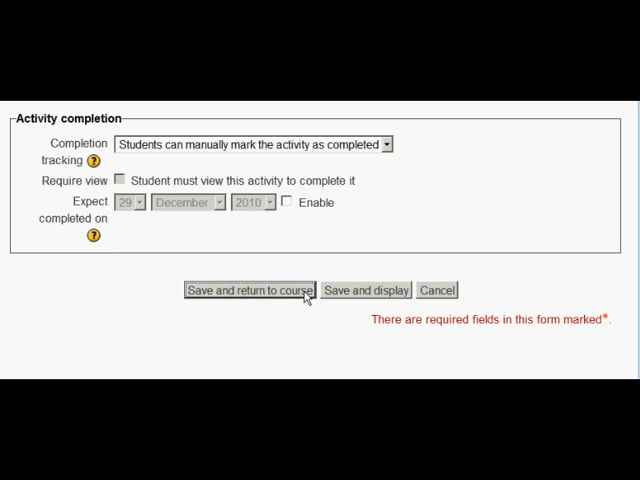 Activity completion
Completion tracking ? Students can manually mark the activity as completed
Require view Student must view this activity to complete it
Expect completed on ? 29 December 2010 Enable
Save and return to course Save and display Cancel
There are required fields in this form marked*.